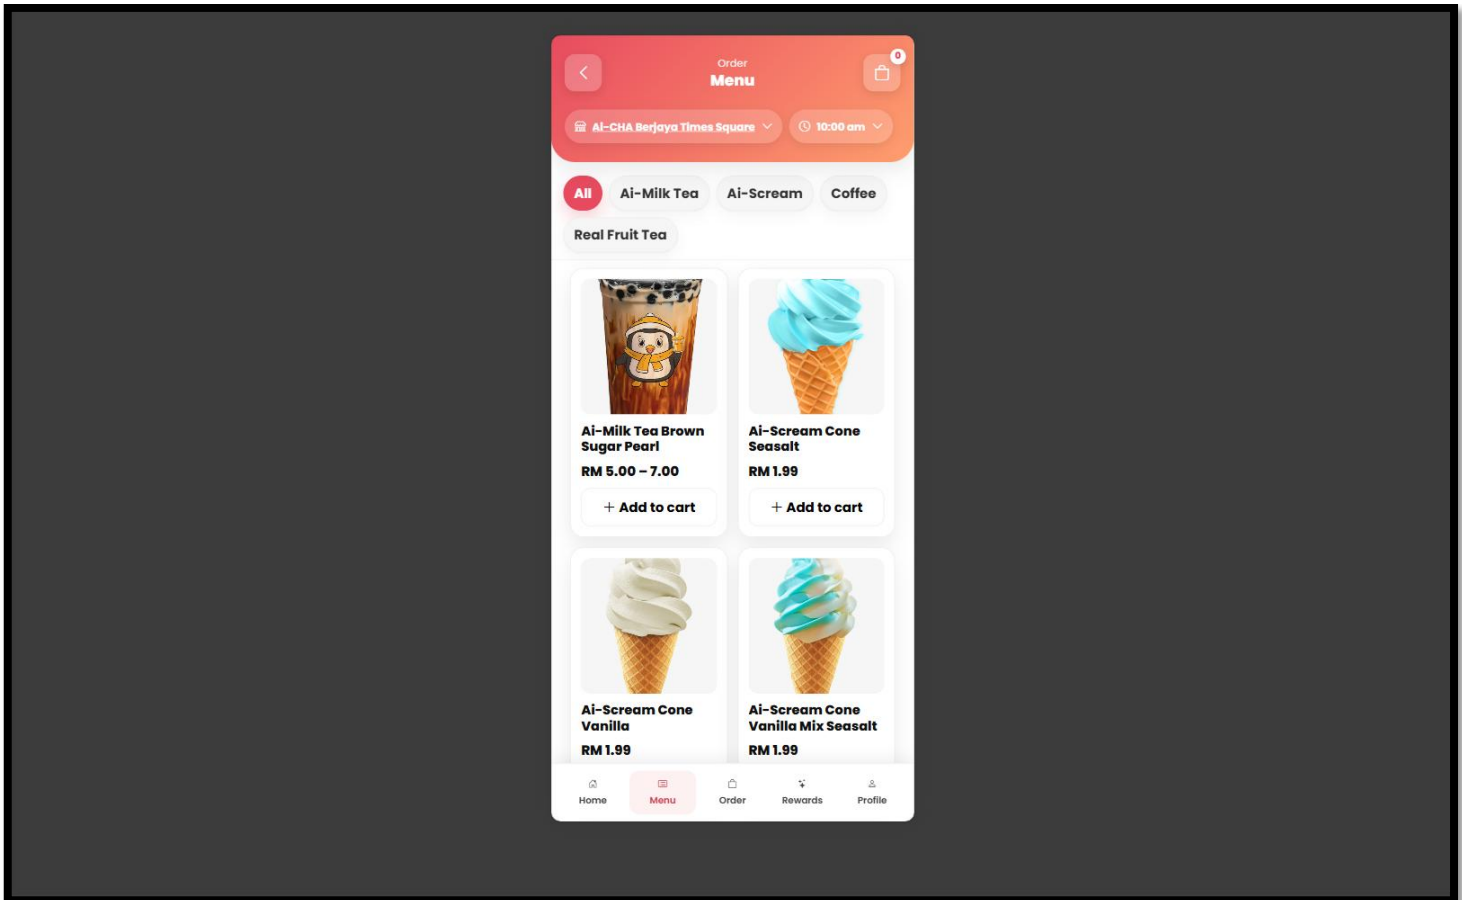 Order
0
Menu
Ai-CHA Berjaya Times Square
10:00 am
All
Ai-Milk Tea
Ai-Scream
Coffee
Real Fruit Tea
Ai-Milk Tea Brown
Sugar Pearl
RM 5.00 – 7.00
+ Add to cart
Ai-Scream Cone
Seasalt
RM 1.99
+ Add to cart
Ai-Scream Cone
Vanilla
RM 1.99
Ai-Scream Cone
Vanilla Mix Seasalt
RM 1.99
Home
Menu
Order
Rewards
Profile